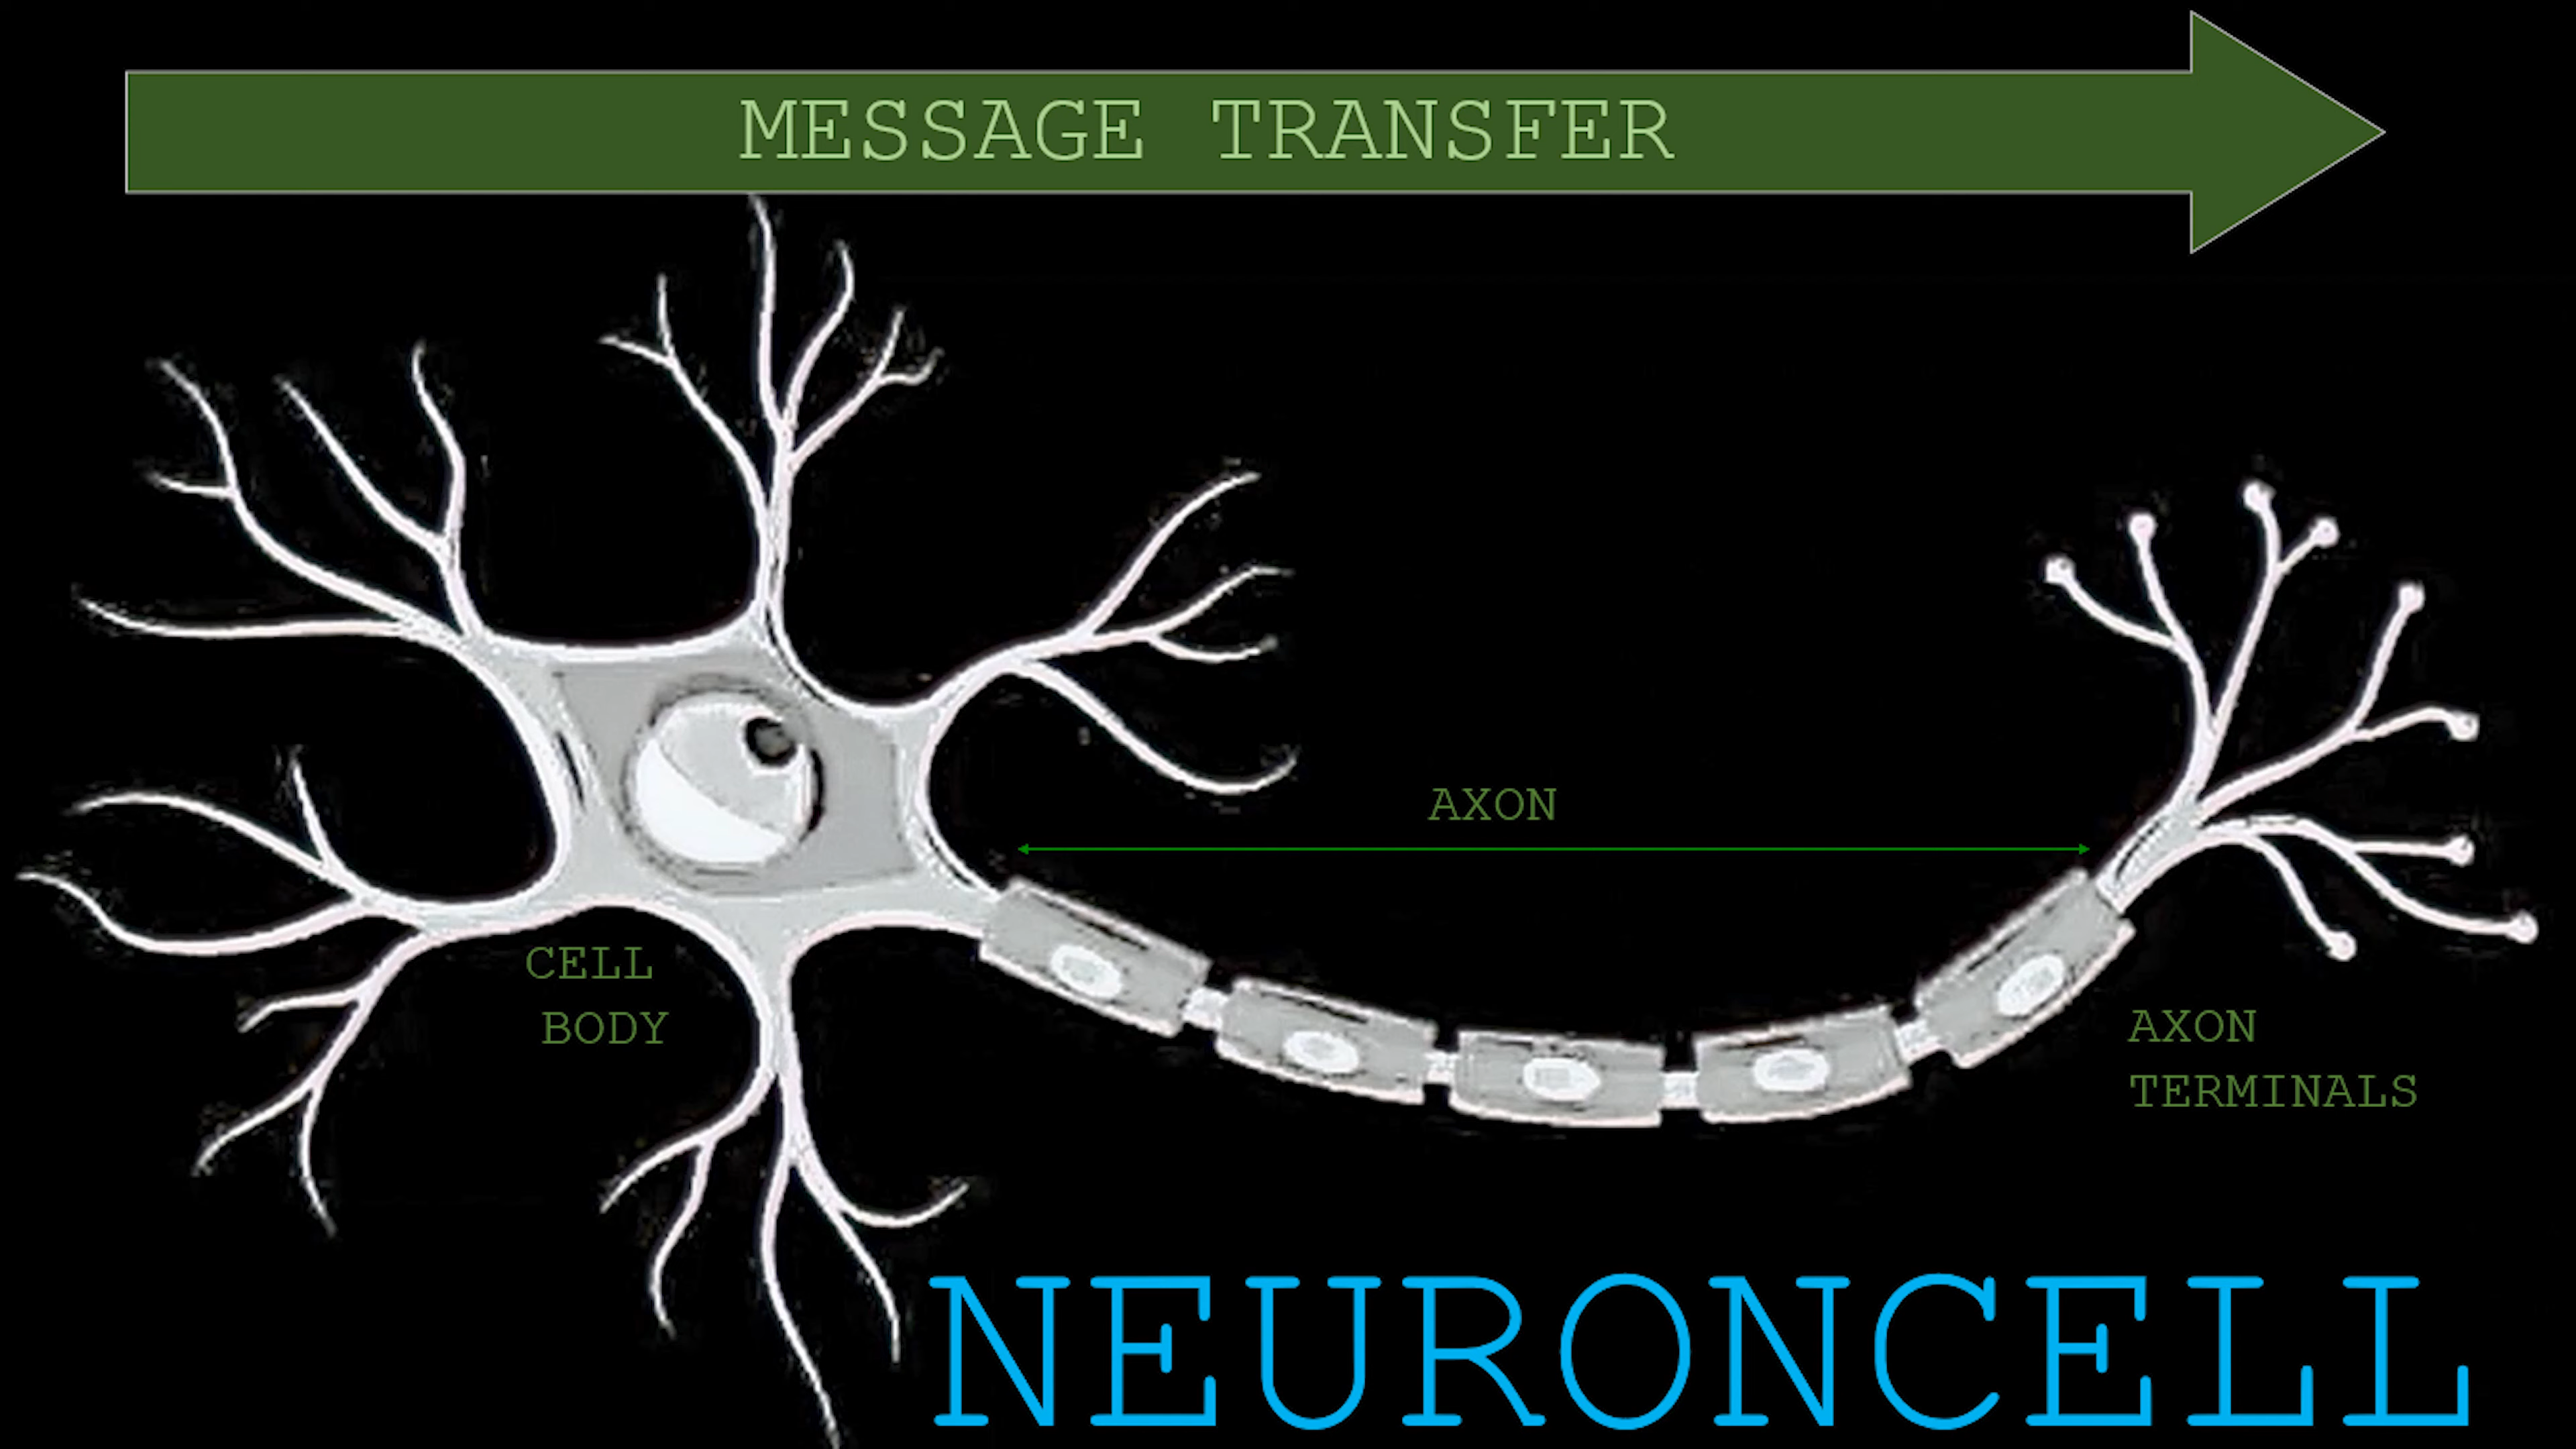 MESSAGE TRANSFER
AXON
CELL
BODY
AXON
TERMINALS
NEURONCELL